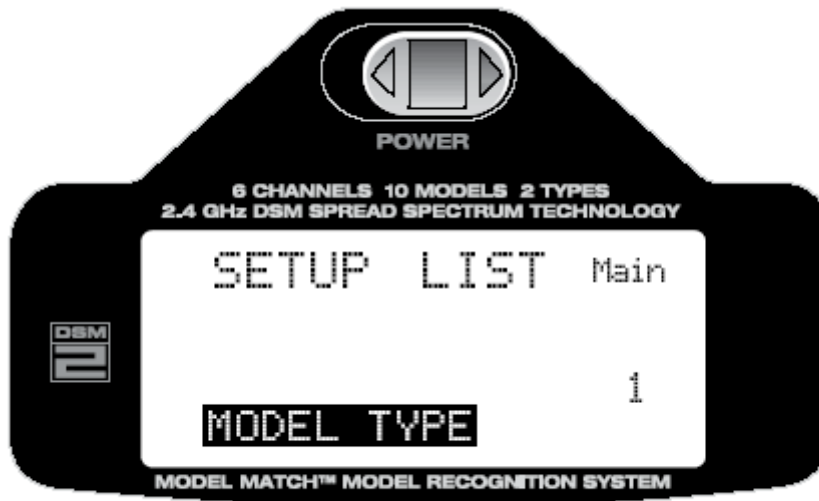 POWER
6 CHANNELS 10 MODELS 2 TYPES
2.4 GHz DSM SPREAD SPECTRUM TECHNOLOGY
SETUP LIST Main
DSM
2
1
MODEL TYPE
MODEL MATCH™ MODEL RECOGNITION SYSTEM